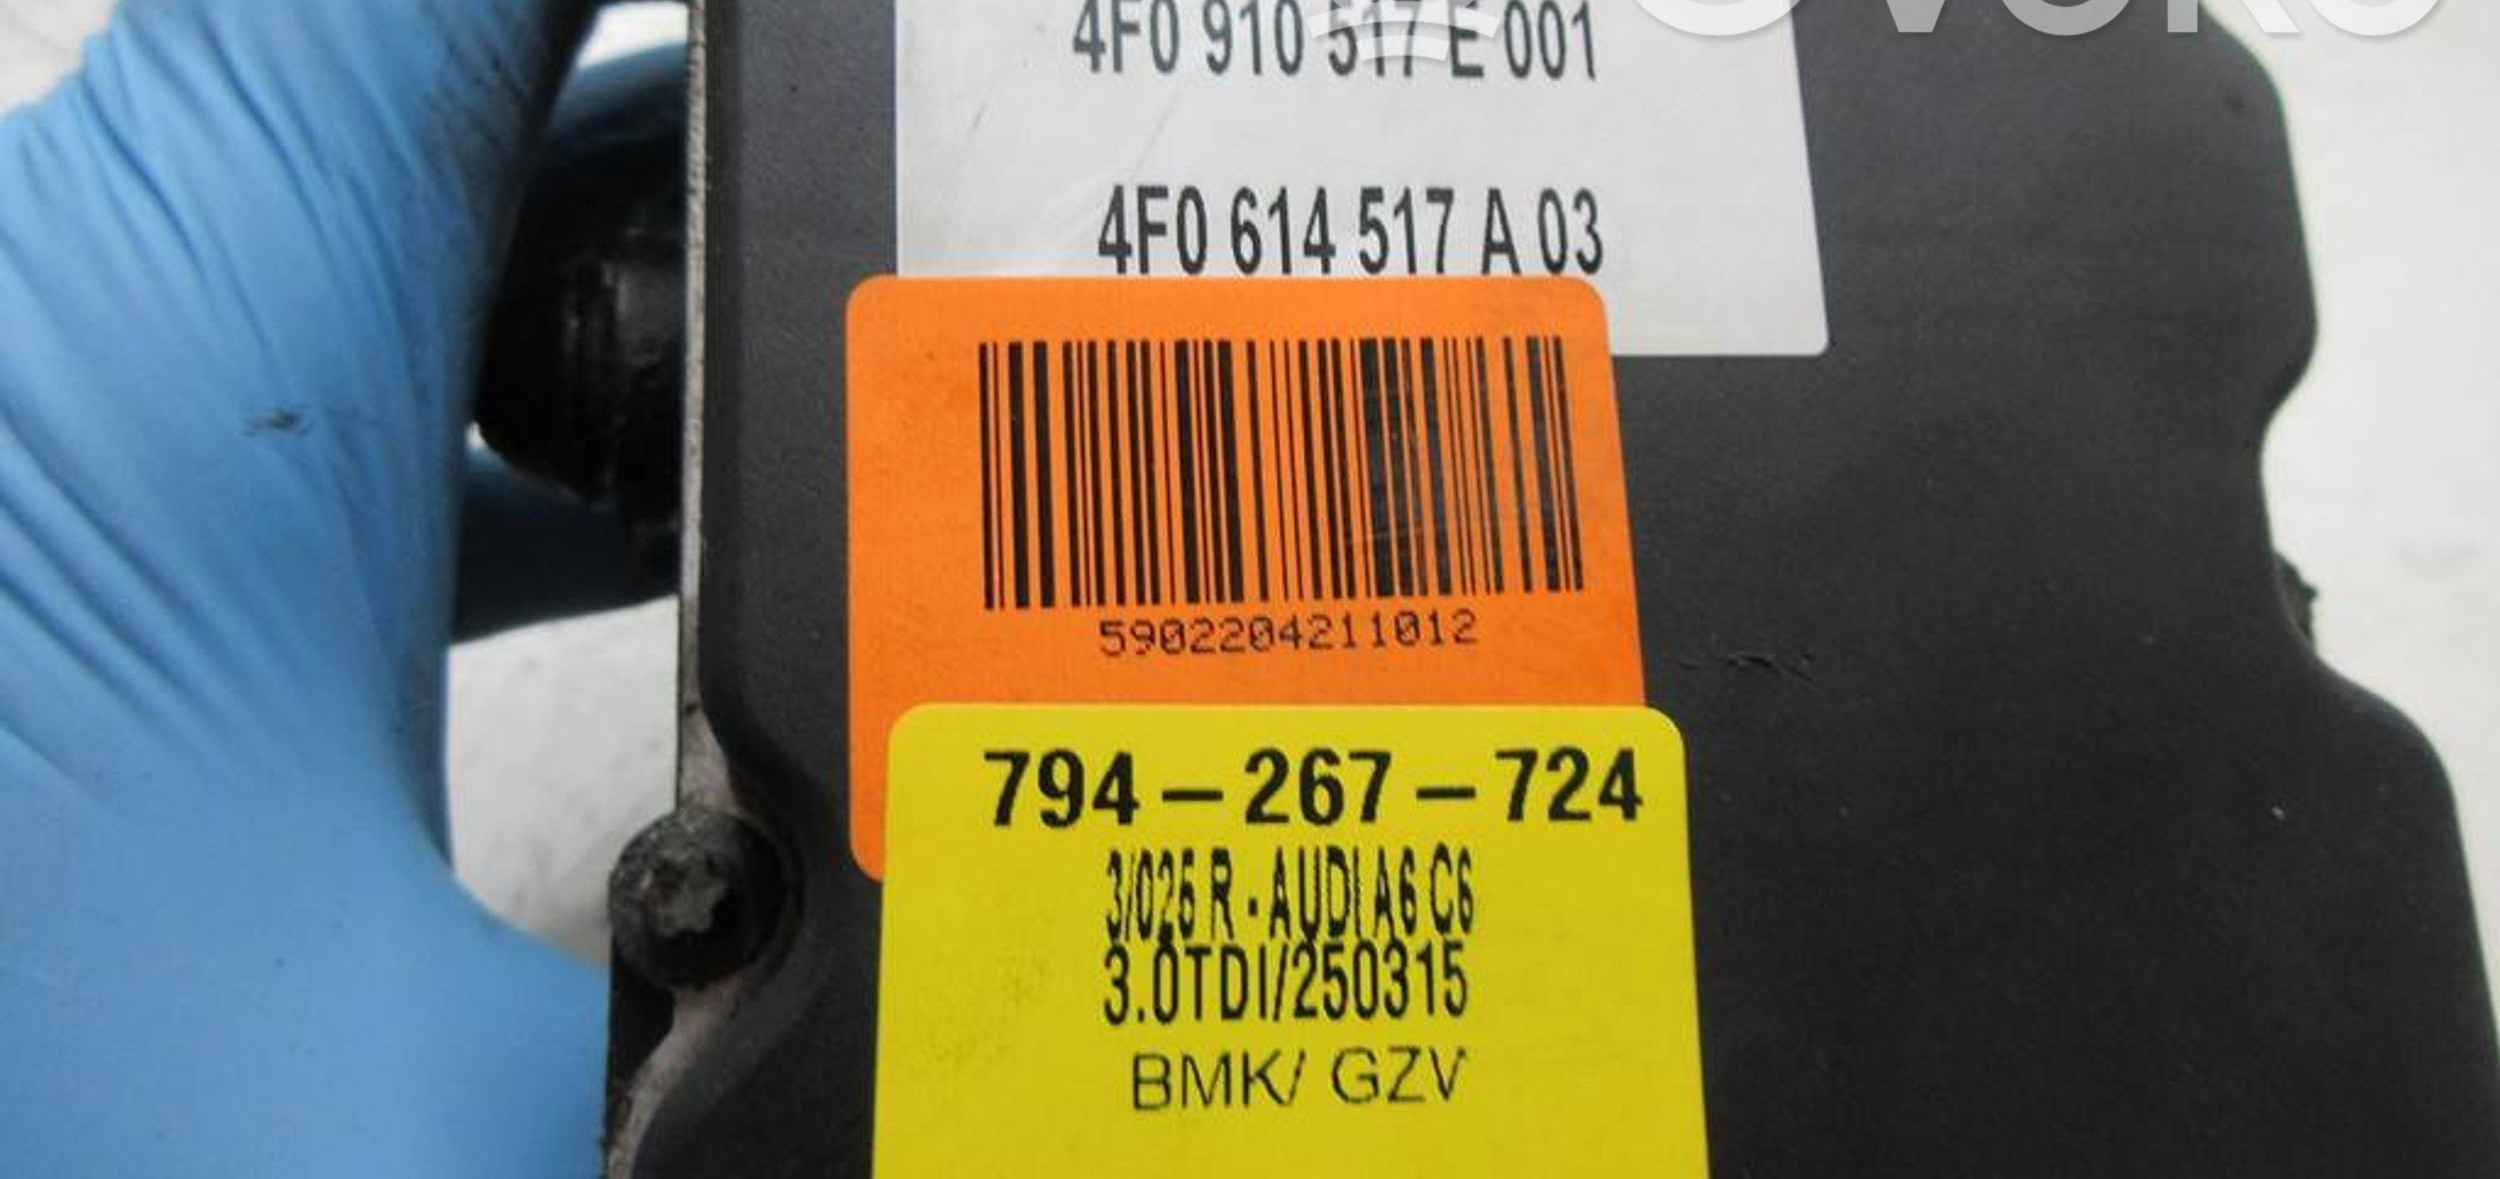 OVOKO
4F0 910 517 E 001
4F0 614 517 A 03
5902204211012
794-267-724
3/025 R - AUDI A6 C6
3.0TDI/250315
BMK/ GZV